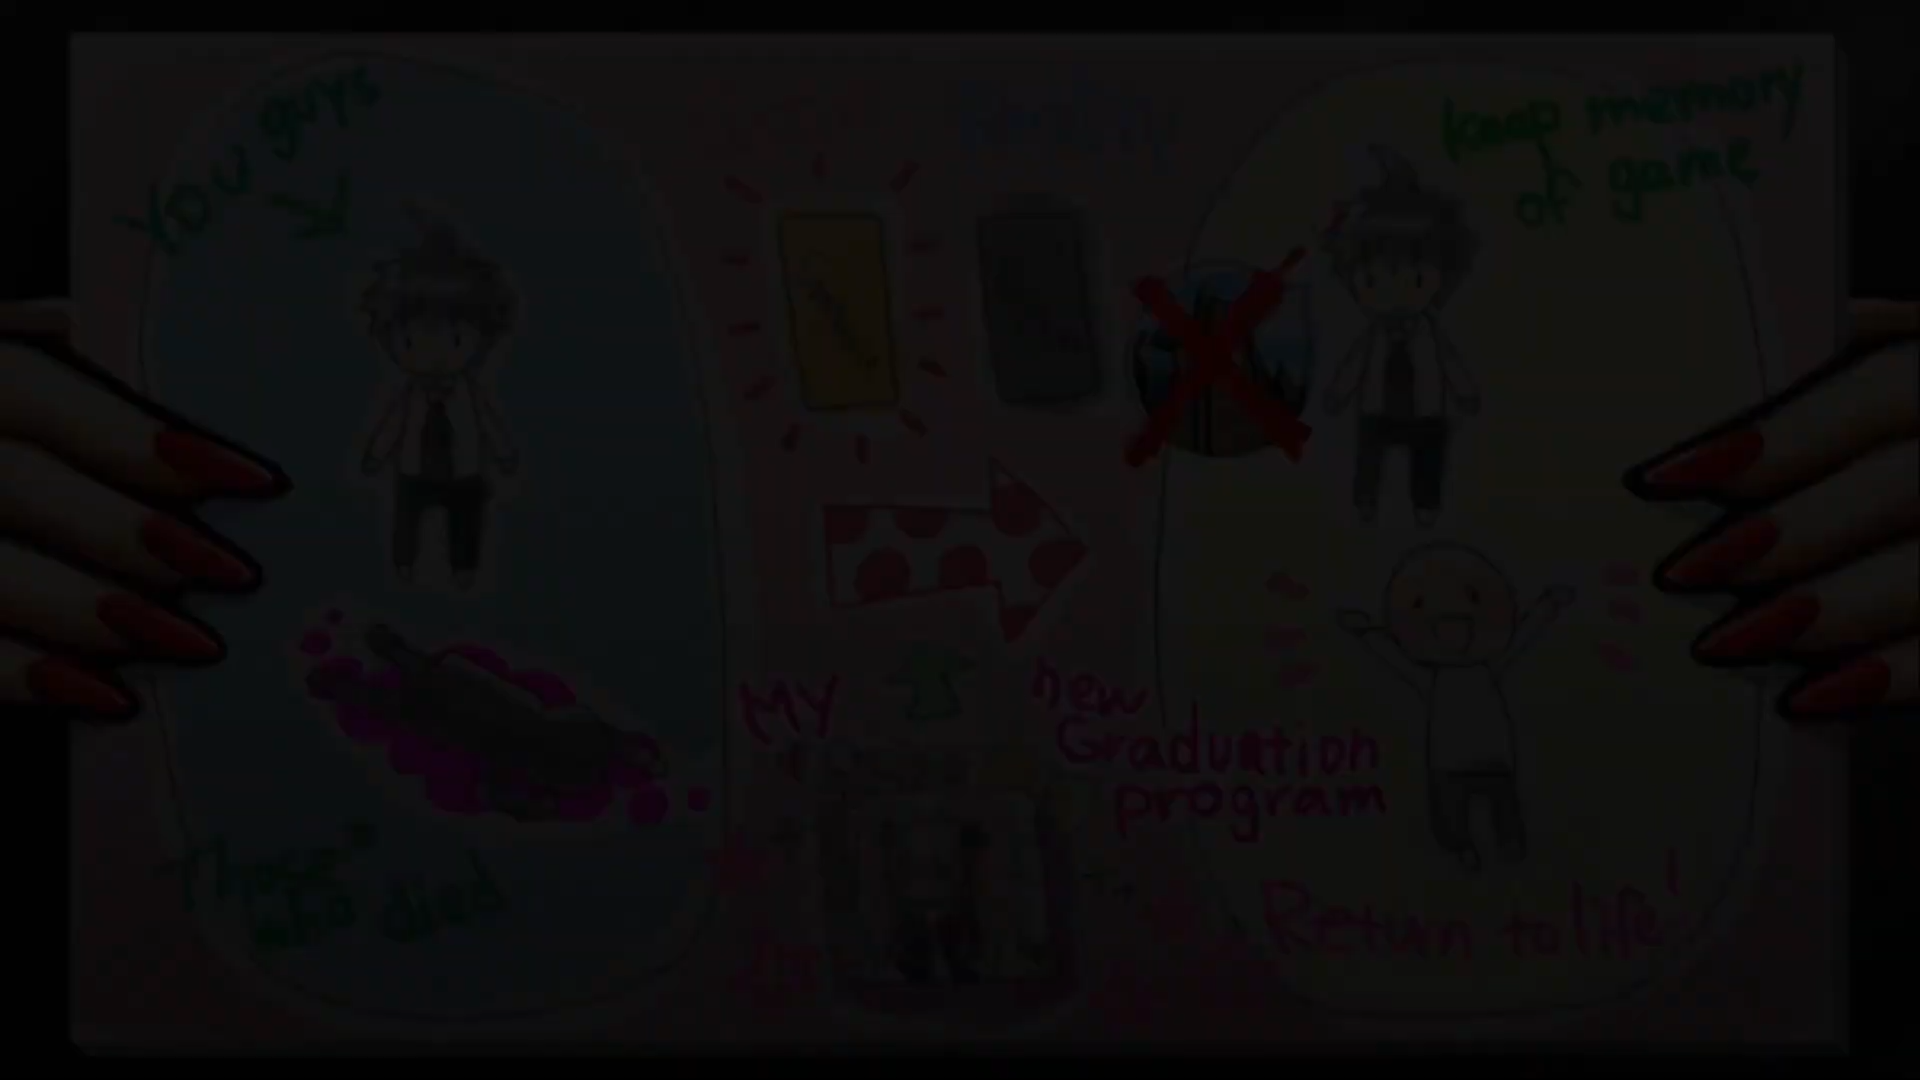 You guys
keep memory
of game
My
new
Graduation
program
Those
who died
Return to life!